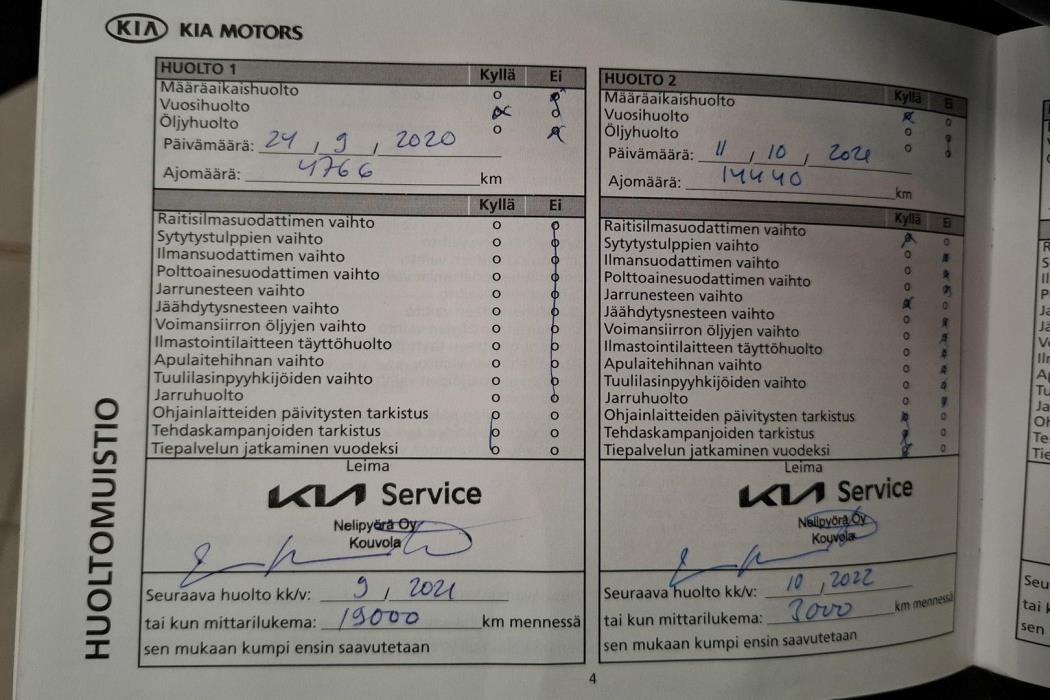 KIA KIA MOTORS
HUOLTOMUISTIO
HUOLTO 1 Kyllä Ei
Määräaikaishuolto
Vuosihuolto
Öljyhuolto
Päivämäärä: 24 , 9 , 2020
Ajomäärä: 4766 km
Kyllä Ei
Raitisilmasuodattimen vaihto
Sytytystulppien vaihto
Ilmansuodattimen vaihto
Polttoainesuodattimen vaihto
Jarrunesteen vaihto
Jäähdytysnesteen vaihto
Voimansiirron öljyjen vaihto
Ilmastointilaitteen täyttöhuolto
Apulaitehihnan vaihto
Tuulilasinpyyhkijöiden vaihto
Jarruhuolto
Ohjainlaitteiden päivitysten tarkistus
Tehdaskampanjoiden tarkistus
Tiepalvelun jatkaminen vuodeksi
Leima
KIA Service
Nelipyörä Oy
Kouvola
Seuraava huolto kk/v: 9 , 2021
tai kun mittarilukema: 19000 km mennessä
sen mukaan kumpi ensin saavutetaan
HUOLTO 2 Kyllä Ei
Määräaikaishuolto
Vuosihuolto
Öljyhuolto
Päivämäärä: 11 , 10 , 2021
Ajomäärä: 14440 km
Kyllä Ei
Raitisilmasuodattimen vaihto
Sytytystulppien vaihto
Ilmansuodattimen vaihto
Polttoainesuodattimen vaihto
Jarrunesteen vaihto
Jäähdytysnesteen vaihto
Voimansiirron öljyjen vaihto
Ilmastointilaitteen täyttöhuolto
Apulaitehihnan vaihto
Tuulilasinpyyhkijöiden vaihto
Jarruhuolto
Ohjainlaitteiden päivitysten tarkistus
Tehdaskampanjoiden tarkistus
Tiepalvelun jatkaminen vuodeksi
Leima
KIA Service
Nelipyörä Oy
Kouvola
Seuraava huolto kk/v: 10 , 2022
tai kun mittarilukema: 3000 km mennessä
sen mukaan kumpi ensin saavutetaan
4